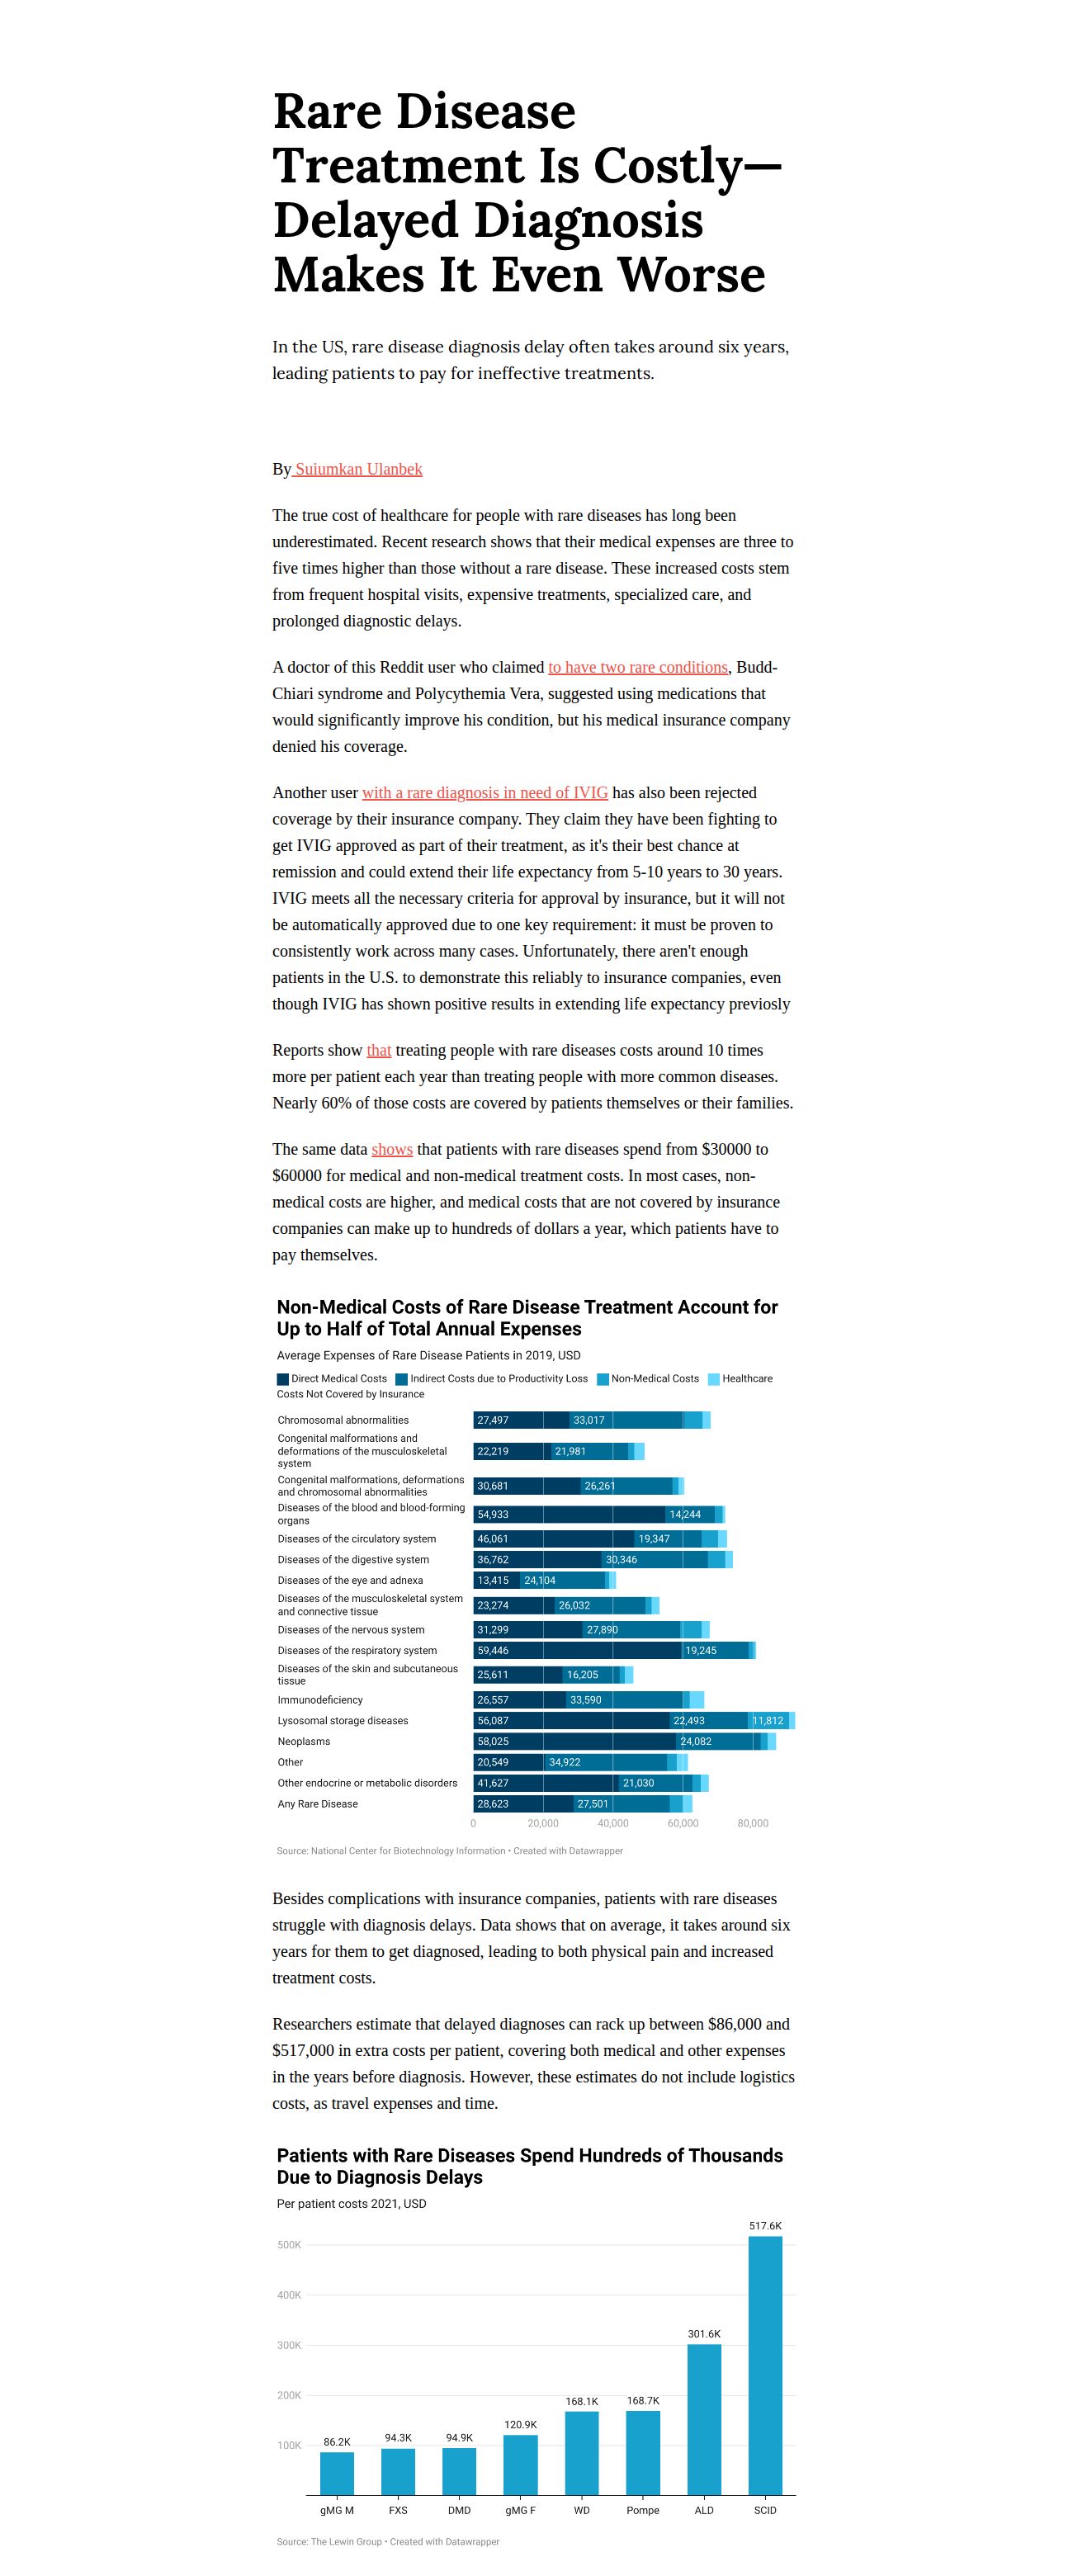 Rare Disease
Treatment Is Costly—
Delayed Diagnosis
Makes It Even Worse
In the US, rare disease diagnosis delay often takes around six years,
leading patients to pay for ineffective treatments.
By Suiumkan Ulanbek
The true cost of healthcare for people with rare diseases has long been
underestimated. Recent research shows that their medical expenses are three to
five times higher than those without a rare disease. These increased costs stem
from frequent hospital visits, expensive treatments, specialized care, and
prolonged diagnostic delays.
A doctor of this Reddit user who claimed to have two rare conditions, Budd-
Chiari syndrome and Polycythemia Vera, suggested using medications that
would significantly improve his condition, but his medical insurance company
denied his coverage.
Another user with a rare diagnosis in need of IVIG has also been rejected
coverage by their insurance company. They claim they have been fighting to
get IVIG approved as part of their treatment, as it's their best chance at
remission and could extend their life expectancy from 5-10 years to 30 years.
IVIG meets all the necessary criteria for approval by insurance, but it will not
be automatically approved due to one key requirement: it must be proven to
consistently work across many cases. Unfortunately, there aren't enough
patients in the U.S. to demonstrate this reliably to insurance companies, even
though IVIG has shown positive results in extending life expectancy previosly
Reports show that treating people with rare diseases costs around 10 times
more per patient each year than treating people with more common diseases.
Nearly 60% of those costs are covered by patients themselves or their families.
The same data shows that patients with rare diseases spend from $30000 to
$60000 for medical and non-medical treatment costs. In most cases, non-
medical costs are higher, and medical costs that are not covered by insurance
companies can make up to hundreds of dollars a year, which patients have to
pay themselves.
Non-Medical Costs of Rare Disease Treatment Account for
Up to Half of Total Annual Expenses
Average Expenses of Rare Disease Patients in 2019, USD
Direct Medical Costs Indirect Costs due to Productivity Loss Non-Medical Costs Healthcare
Costs Not Covered by Insurance
Chromosomal abnormalities 27,497 33,017
Congenital malformations and
deformations of the musculoskeletal 22,219 21,981
system
Congenital malformations, deformations
and chromosomal abnormalities 30,681 26,261
Diseases of the blood and blood-forming
organs 54,933 14,244
Diseases of the circulatory system 46,061 19,347
Diseases of the digestive system 36,762 30,346
Diseases of the eye and adnexa 13,415 24,104
Diseases of the musculoskeletal system
and connective tissue 23,274 26,032
Diseases of the nervous system 31,299 27,890
Diseases of the respiratory system 59,446 19,245
Diseases of the skin and subcutaneous
tissue 25,611 16,205
Immunodeficiency 26,557 33,590
Lysosomal storage diseases 56,087 22,493 11,812
Neoplasms 58,025 24,082
Other 20,549 34,922
Other endocrine or metabolic disorders 41,627 21,030
Any Rare Disease 28,623 27,501
0 20,000 40,000 60,000 80,000
Source: National Center for Biotechnology Information • Created with Datawrapper
Besides complications with insurance companies, patients with rare diseases
struggle with diagnosis delays. Data shows that on average, it takes around six
years for them to get diagnosed, leading to both physical pain and increased
treatment costs.
Researchers estimate that delayed diagnoses can rack up between $86,000 and
$517,000 in extra costs per patient, covering both medical and other expenses
in the years before diagnosis. However, these estimates do not include logistics
costs, as travel expenses and time.
Patients with Rare Diseases Spend Hundreds of Thousands
Due to Diagnosis Delays
Per patient costs 2021, USD
517.6K
500K
400K
301.6K
300K
200K
168.1K 168.7K
120.9K
94.3K 94.9K
86.2K
100K
gMG M FXS DMD gMG F WD Pompe ALD SCID
Source: The Lewin Group • Created with Datawrapper